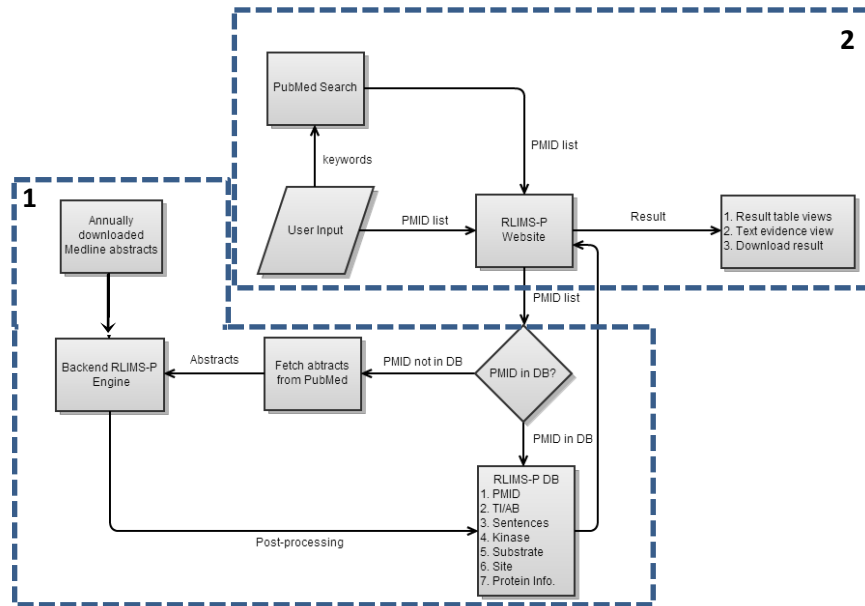 2
PubMed Search
PMID list
keywords
1
Annually
downloaded
Medline abstracts
User Input
PMID list
RLIMS-P
Website
Result
1. Result table views
2. Text evidence view
3. Download result
PMID list
Backend RLIMS-P
Engine
Abstracts
Fetch abtracts
from PubMed
PMID not in DB
PMID in DB?
PMID in DB
RLIMS-P DB
1. PMID
2. TI/AB
3. Sentences
4. Kinase
5. Substrate
6. Site
7. Protein Info.
Post-processing